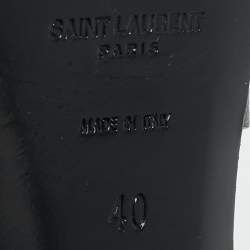 SAINT LAURENT
PARIS
MADE IN ITALY
40